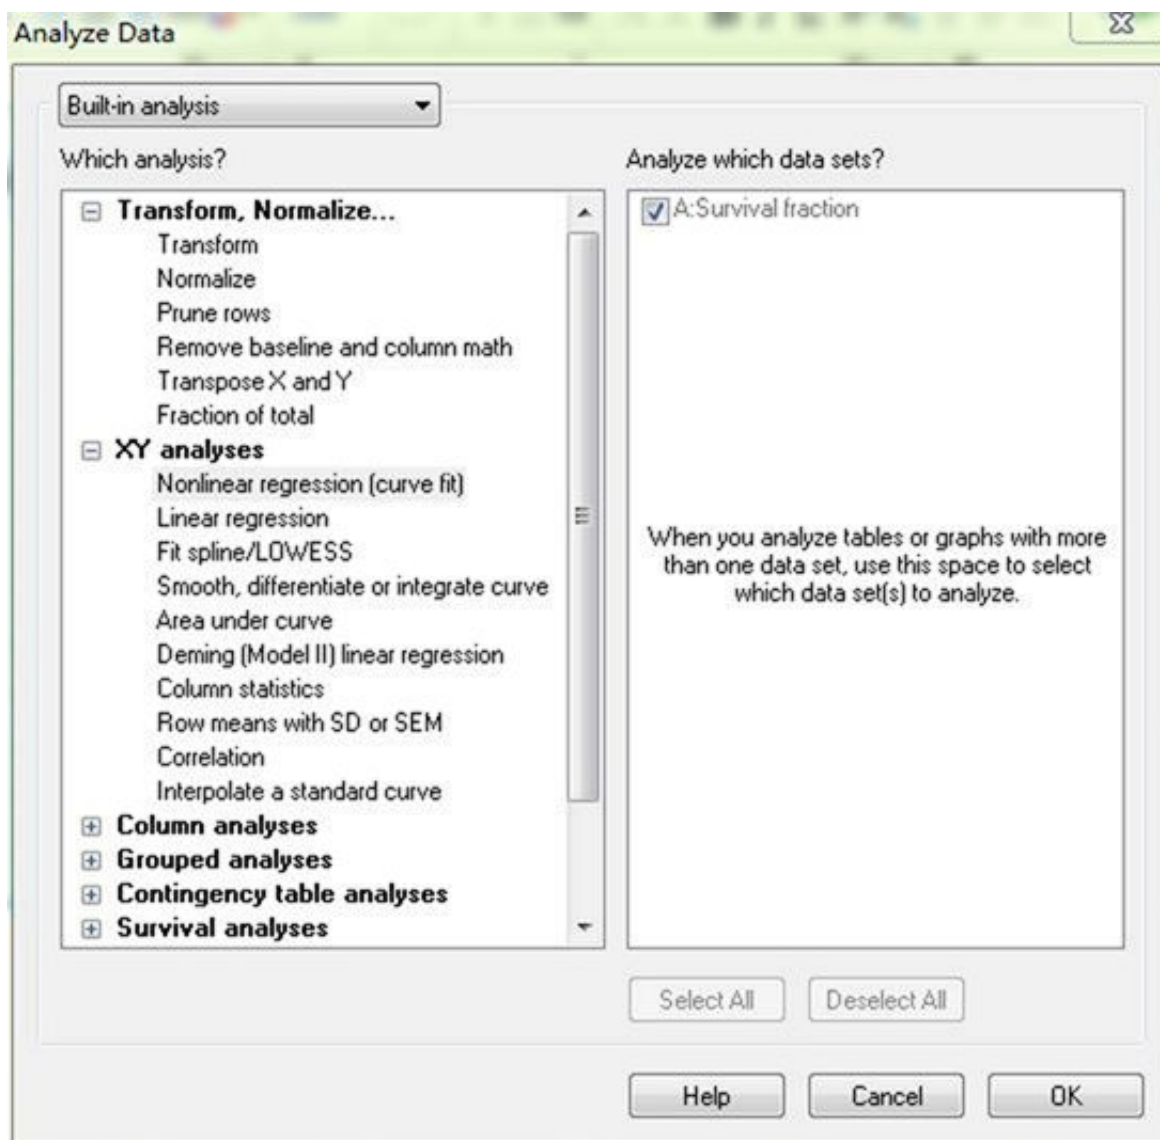 Analyze Data
Built-in analysis
Which analysis?
Analyze which data sets?
Transform, Normalize...
Transform
Normalize
Prune rows
Remove baseline and column math
Transpose X and Y
Fraction of total
XY analyses
Nonlinear regression (curve fit)
Linear regression
Fit spline/LOWESS
Smooth, differentiate or integrate curve
Area under curve
Deming (Model II) linear regression
Column statistics
Row means with SD or SEM
Correlation
Interpolate a standard curve
Column analyses
Grouped analyses
Contingency table analyses
Survival analyses
A:Survival fraction
When you analyze tables or graphs with more
than one data set, use this space to select
which data set(s) to analyze.
Select All
Deselect All
Help
Cancel
OK